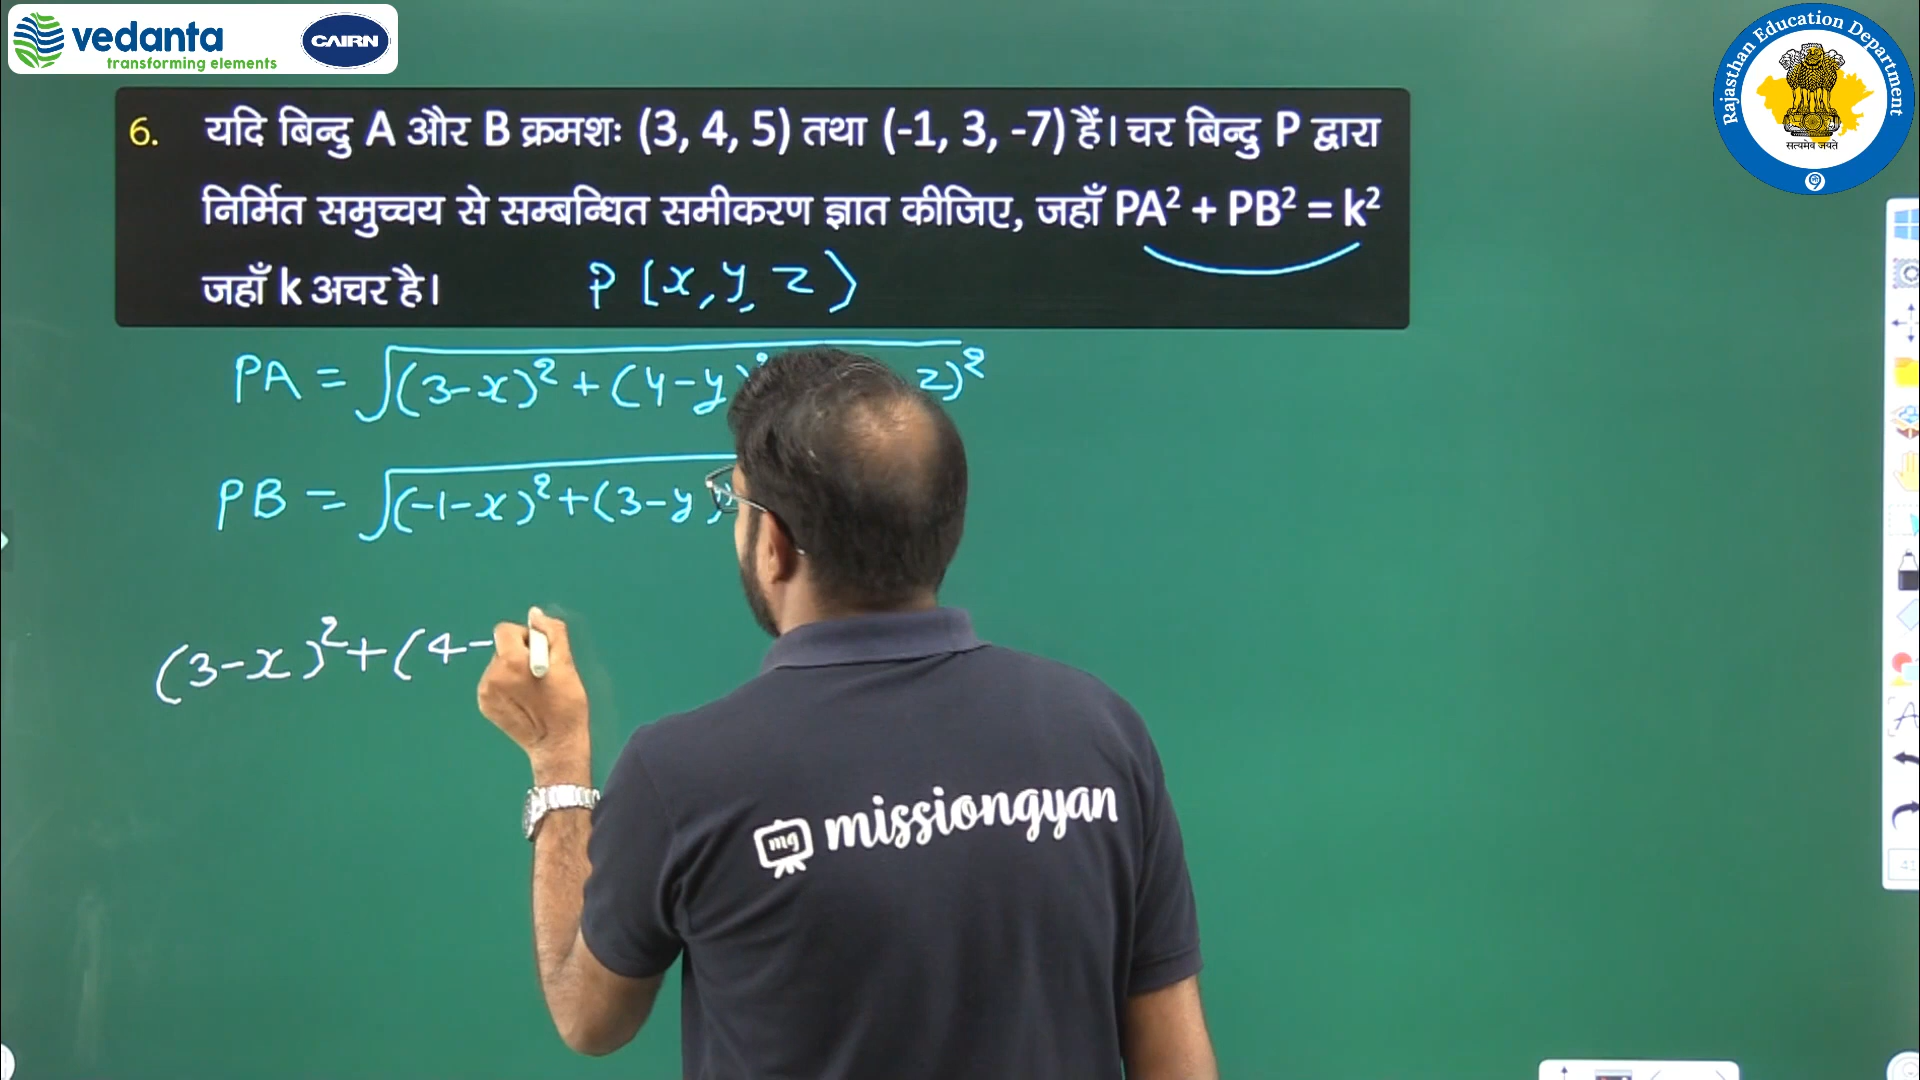 vedanta
transforming elements
CAIRN
Rajasthan Education Department
सत्यमेव जयते
6. यदि बिन्दु A और B क्रमशः (3, 4, 5) तथा (-1, 3, -7) हैं। चर बिन्दु P द्वारा
निर्मित समुच्चय से सम्बन्धित समीकरण ज्ञात कीजिए, जहाँ PA² + PB² = k²
जहाँ k अचर है।
P (x, y, z)
PA = √(3-x)²+(4-y)² z)²
PB = √(-1-x)²+(3-y)
(3-x)²+(4-
mg missiongyan